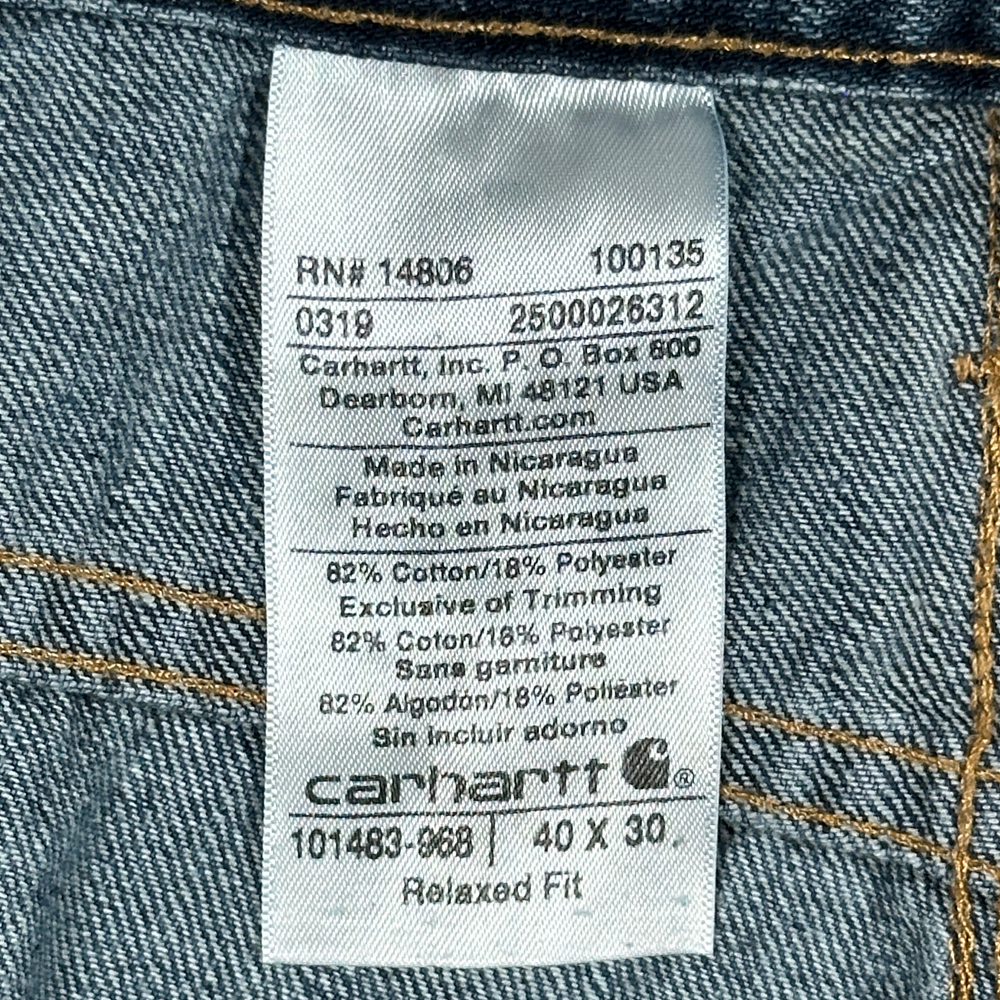 RN# 14806 100135
0319 2500026312
Carhartt, Inc. P. O. Box 600
Dearborn, MI 48121 USA
Carhartt.com
Made in Nicaragua
Fabriqué au Nicaragua
Hecho en Nicaragua
82% Cotton/18% Polyester
Exclusive of Trimming
82% Coton/18% Polyester
Sans garniture
82% Algodón/18% Poliéster
Sin incluir adorno
carhartt ®
101483-968 | 40 X 30
Relaxed Fit